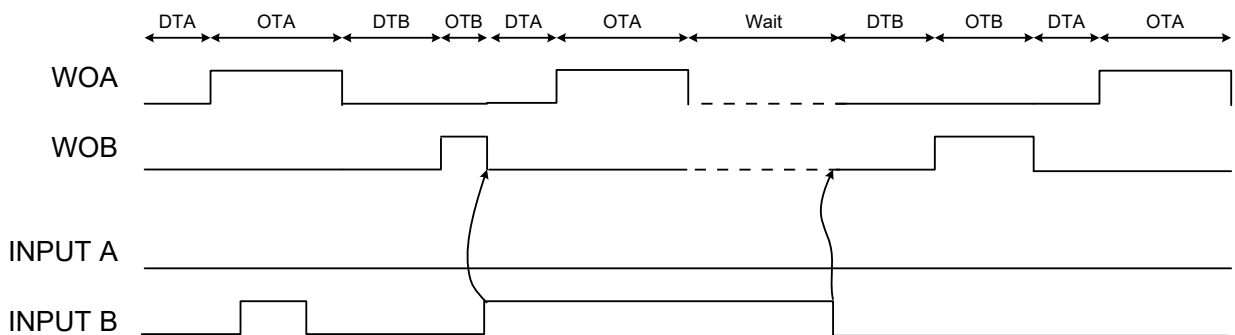 DTA OTA DTB OTB DTA OTA Wait DTB OTB DTA OTA
WOA
WOB
INPUT A
INPUT B